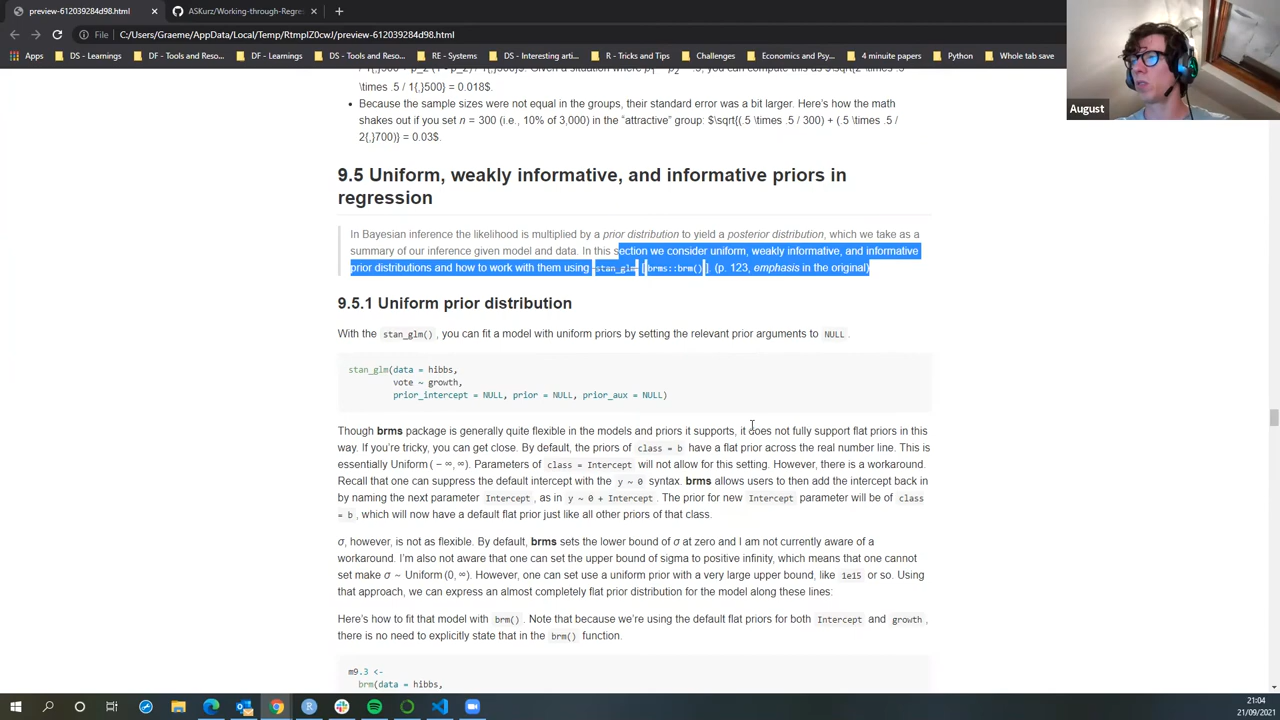 preview-612039284d98.html
ASKurz/Working-through-Regres
File | C:/Users/Graeme/AppData/Local/Temp/RtmpIZ0cwJ/preview-612039284d98.html
Apps DS - Learnings DF - Tools and Reso... DF - Learnings DS - Tools and Reso... RE - Systems DS - Interesting arti... R - Tricks and Tips Challenges Economics and Psy... 4 minuite papers Python Whole tab save
August
\times .5 / 1{,}500} = 0.018$.
Because the sample sizes were not equal in the groups, their standard error was a bit larger. Here's how the math
shakes out if you set n = 300 (i.e., 10% of 3,000) in the “attractive” group: $\sqrt{(.5 \times .5 / 300) + (.5 \times .5 /
2{,}700)} = 0.03$.
9.5 Uniform, weakly informative, and informative priors in
regression
In Bayesian inference the likelihood is multiplied by a prior distribution to yield a posterior distribution, which we take as a
summary of our inference given model and data. In this section we consider uniform, weakly informative, and informative
prior distributions and how to work with them using stan_glm [brms::brm()]. (p. 123, emphasis in the original)
9.5.1 Uniform prior distribution
With the stan_glm(), you can fit a model with uniform priors by setting the relevant prior arguments to NULL.
stan_glm(data = hibbs,
vote ~ growth,
prior_intercept = NULL, prior = NULL, prior_aux = NULL)
Though brms package is generally quite flexible in the models and priors it supports, it does not fully support flat priors in this
way. If you're tricky, you can get close. By default, the priors of class = b have a flat prior across the real number line. This is
essentially Uniform(−∞, ∞). Parameters of class = Intercept will not allow for this setting. However, there is a workaround.
Recall that one can suppress the default intercept with the y ~ 0 syntax. brms allows users to then add the intercept back in
by naming the next parameter Intercept, as in y ~ 0 + Intercept. The prior for new Intercept parameter will be of class
= b, which will now have a default flat prior just like all other priors of that class.
σ, however, is not as flexible. By default, brms sets the lower bound of σ at zero and I am not currently aware of a
workaround. I'm also not aware that one can set the upper bound of sigma to positive infinity, which means that one cannot
set make σ ~ Uniform(0, ∞). However, one can set use a uniform prior with a very large upper bound, like 1e15 or so. Using
that approach, we can express an almost completely flat prior distribution for the model along these lines:
Here's how to fit that model with brm(). Note that because we're using the default flat priors for both Intercept and growth,
there is no need to explicitly state that in the brm() function.
m9.3 <-
brm(data = hibbs,
21:04
21/09/2021